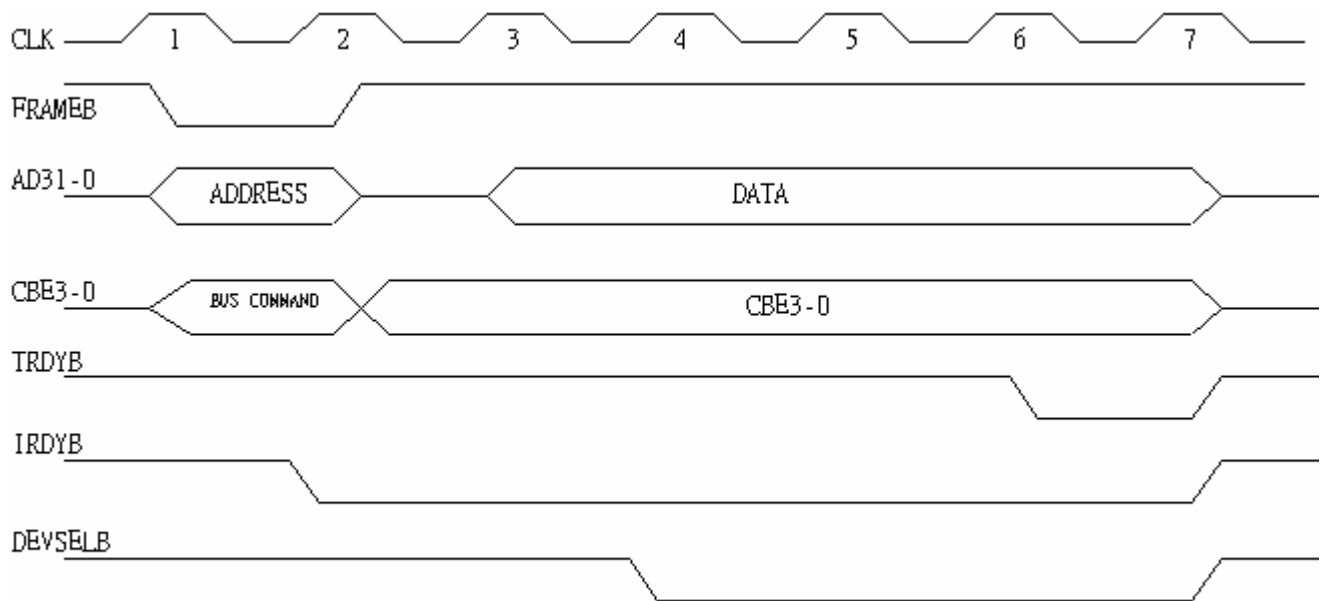 CLK 1 2 3 4 5 6 7
FRAMEB
AD31-0 ADDRESS DATA
CBE3-0 BUS COMMAND CBE3-0
TRDYB
IRDYB
DEVSELB